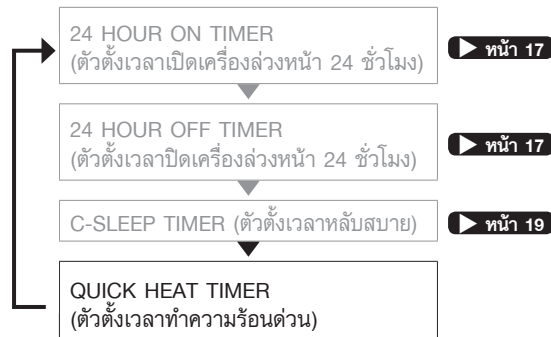 24 HOUR ON TIMER
(ตัวตั้งเวลาเปิดเครื่องล่วงหน้า 24 ชั่วโมง)
หน้า 17
24 HOUR OFF TIMER
(ตัวตั้งเวลาปิดเครื่องล่วงหน้า 24 ชั่วโมง)
หน้า 17
C-SLEEP TIMER (ตัวตั้งเวลาหลับสบาย)
หน้า 19
QUICK HEAT TIMER
(ตัวตั้งเวลาทำความร้อนด่วน)